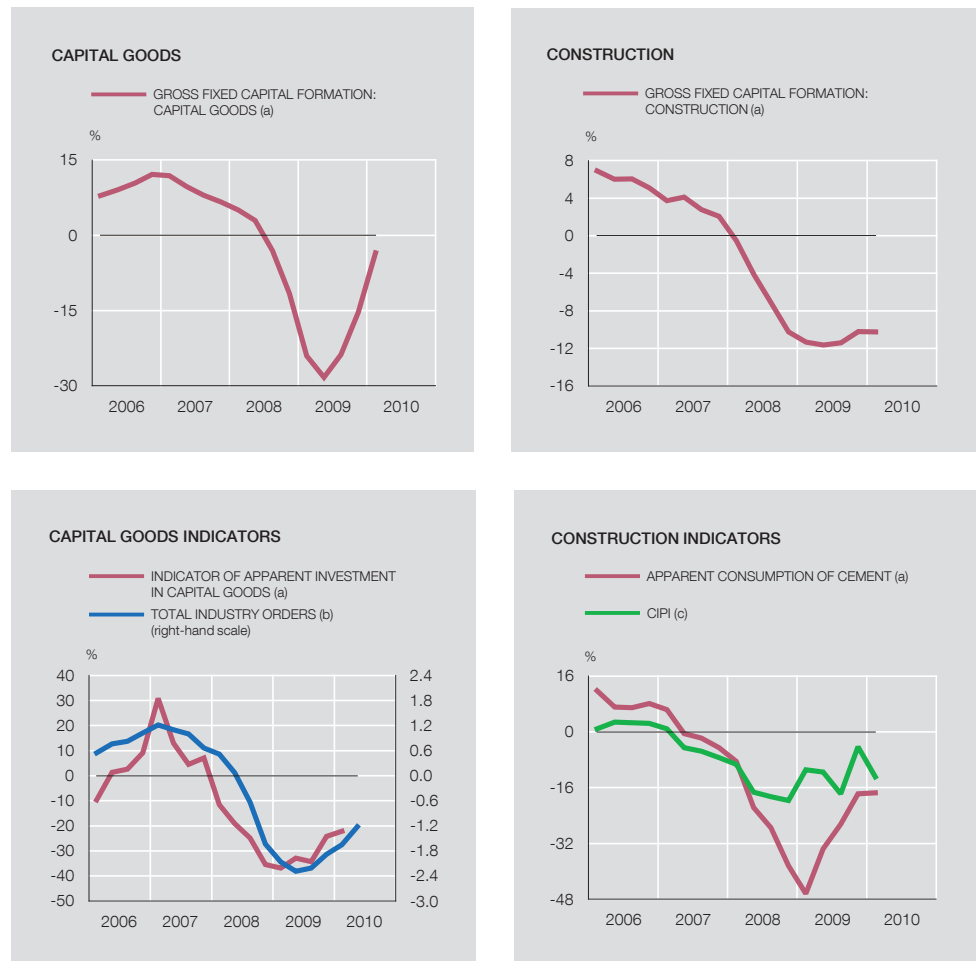 CAPITAL GOODS
GROSS FIXED CAPITAL FORMATION:
CAPITAL GOODS (a)
%
15
0
-15
-30
2006 2007 2008 2009 2010
CONSTRUCTION
GROSS FIXED CAPITAL FORMATION:
CONSTRUCTION (a)
%
8
4
0
-4
-8
-12
-16
2006 2007 2008 2009 2010
CAPITAL GOODS INDICATORS
INDICATOR OF APPARENT INVESTMENT
IN CAPITAL GOODS (a)
TOTAL INDUSTRY ORDERS (b)
(right-hand scale)
%
40 2.4
30 1.8
20 1.2
10 0.6
0 0.0
-10 -0.6
-20 -1.2
-30 -1.8
-40 -2.4
-50 -3.0
2006 2007 2008 2009 2010
CONSTRUCTION INDICATORS
APPARENT CONSUMPTION OF CEMENT (a)
CIPI (c)
%
16
0
-16
-32
-48
2006 2007 2008 2009 2010